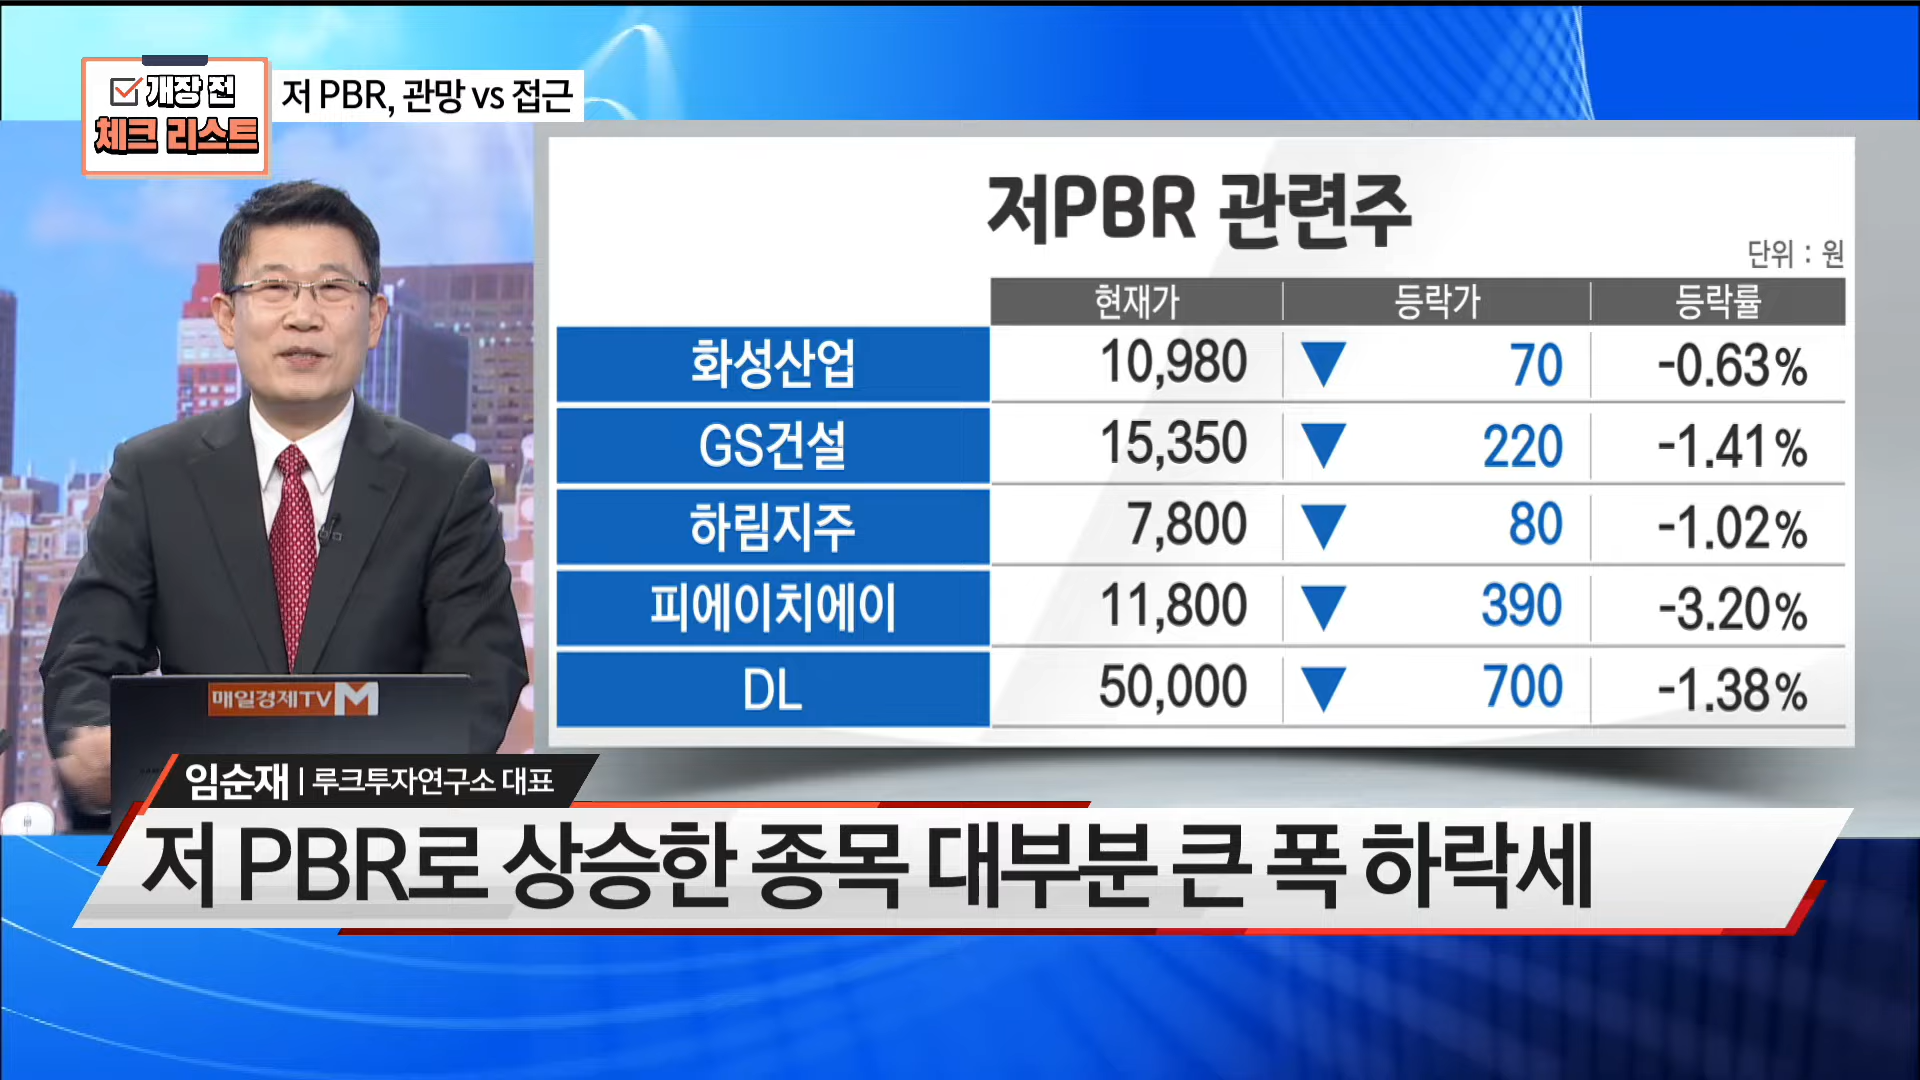 개장 전
체크 리스트
저 PBR, 관망 vs 접근
저PBR 관련주
단위 : 원
현재가 등락가 등락률
화성산업 10,980 ▼ 70 -0.63%
GS건설 15,350 ▼ 220 -1.41%
하림지주 7,800 ▼ 80 -1.02%
피에이치에이 11,800 ▼ 390 -3.20%
DL 50,000 ▼ 700 -1.38%
매일경제TV M
임순재 | 루크투자연구소 대표
저 PBR로 상승한 종목 대부분 큰 폭 하락세